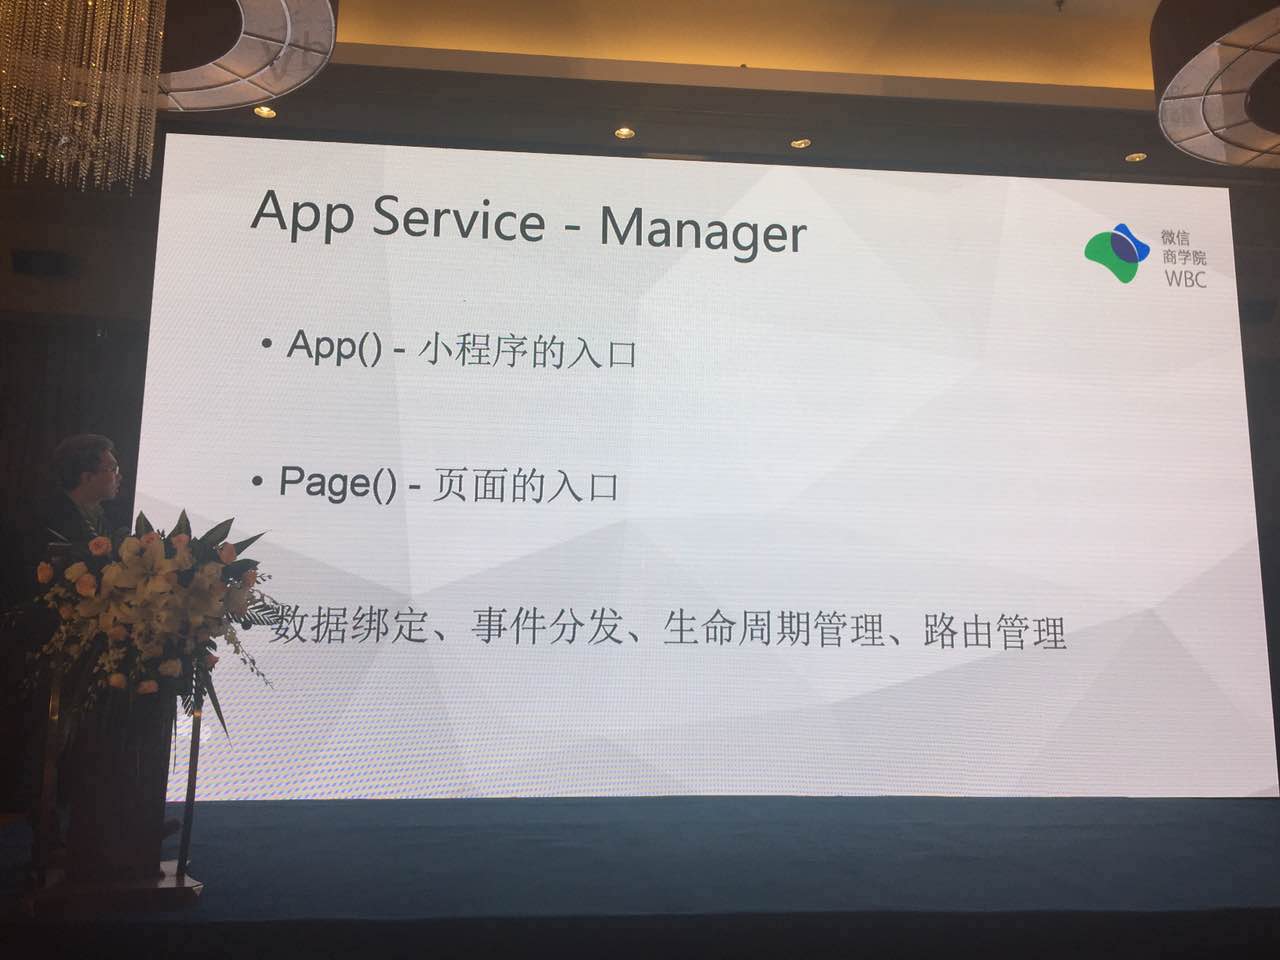 App Service - Manager
微信
商学院
WBC
• App() - 小程序的入口
• Page() - 页面的入口
数据绑定、事件分发、生命周期管理、路由管理